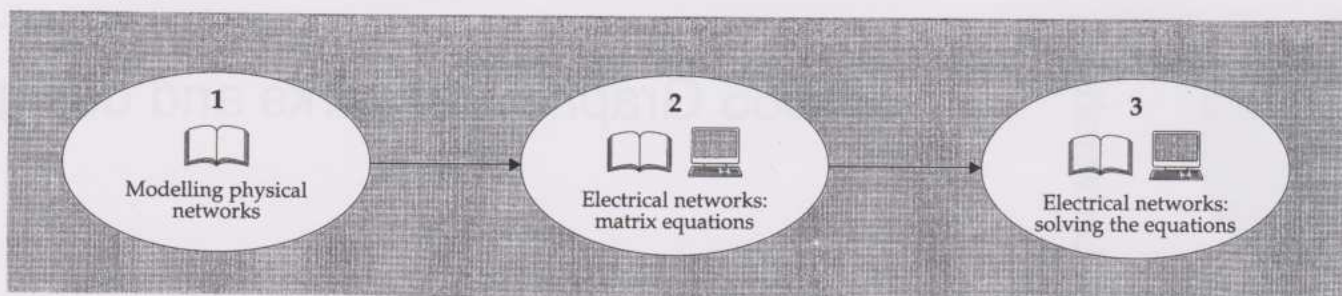 1
Modelling physical
networks
2
Electrical networks:
matrix equations
3
Electrical networks:
solving the equations